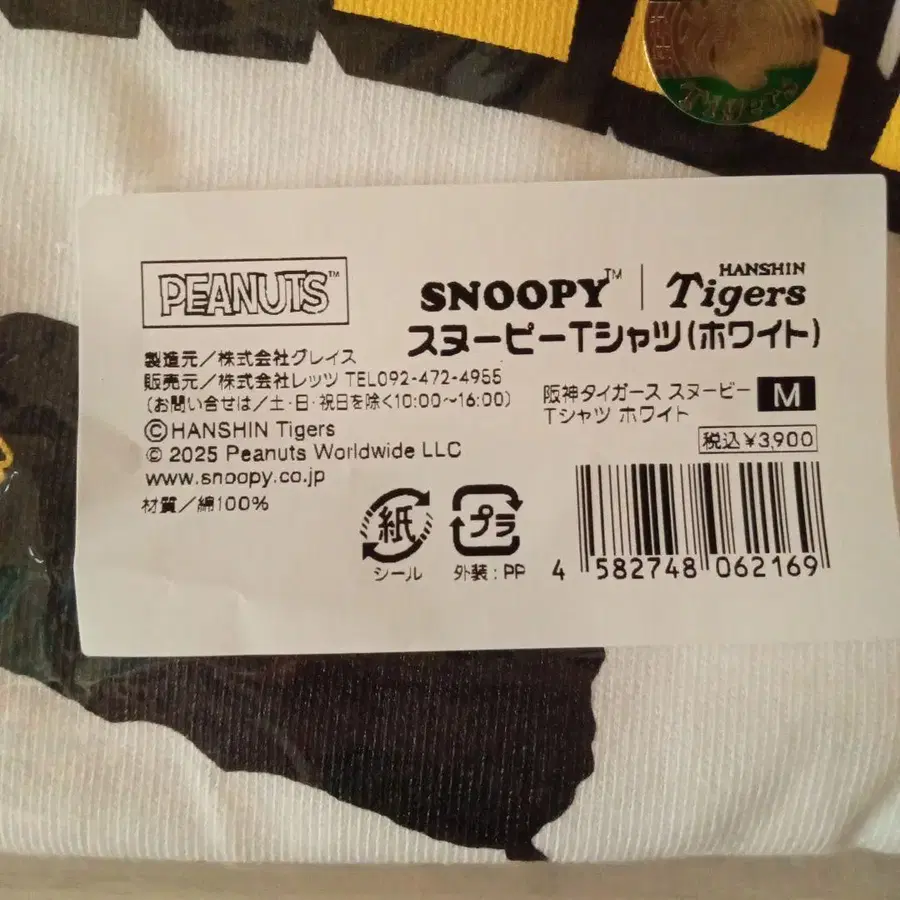 Tigers
PEANUTS™
SNOOPY™ | HANSHIN Tigers
スヌーピーTシャツ(ホワイト)
製造元/株式会社グレイス
販売元/株式会社レッツ TEL092-472-4955
(お問い合せは/土・日・祝日を除く10:00〜16:00)
©HANSHIN Tigers
© 2025 Peanuts Worldwide LLC
www.snoopy.co.jp
材質/綿100%
阪神タイガース スヌーピー
Tシャツ ホワイト
M
税込¥3,900
紙
シール
プラ
外装:PP
4 582748 062169